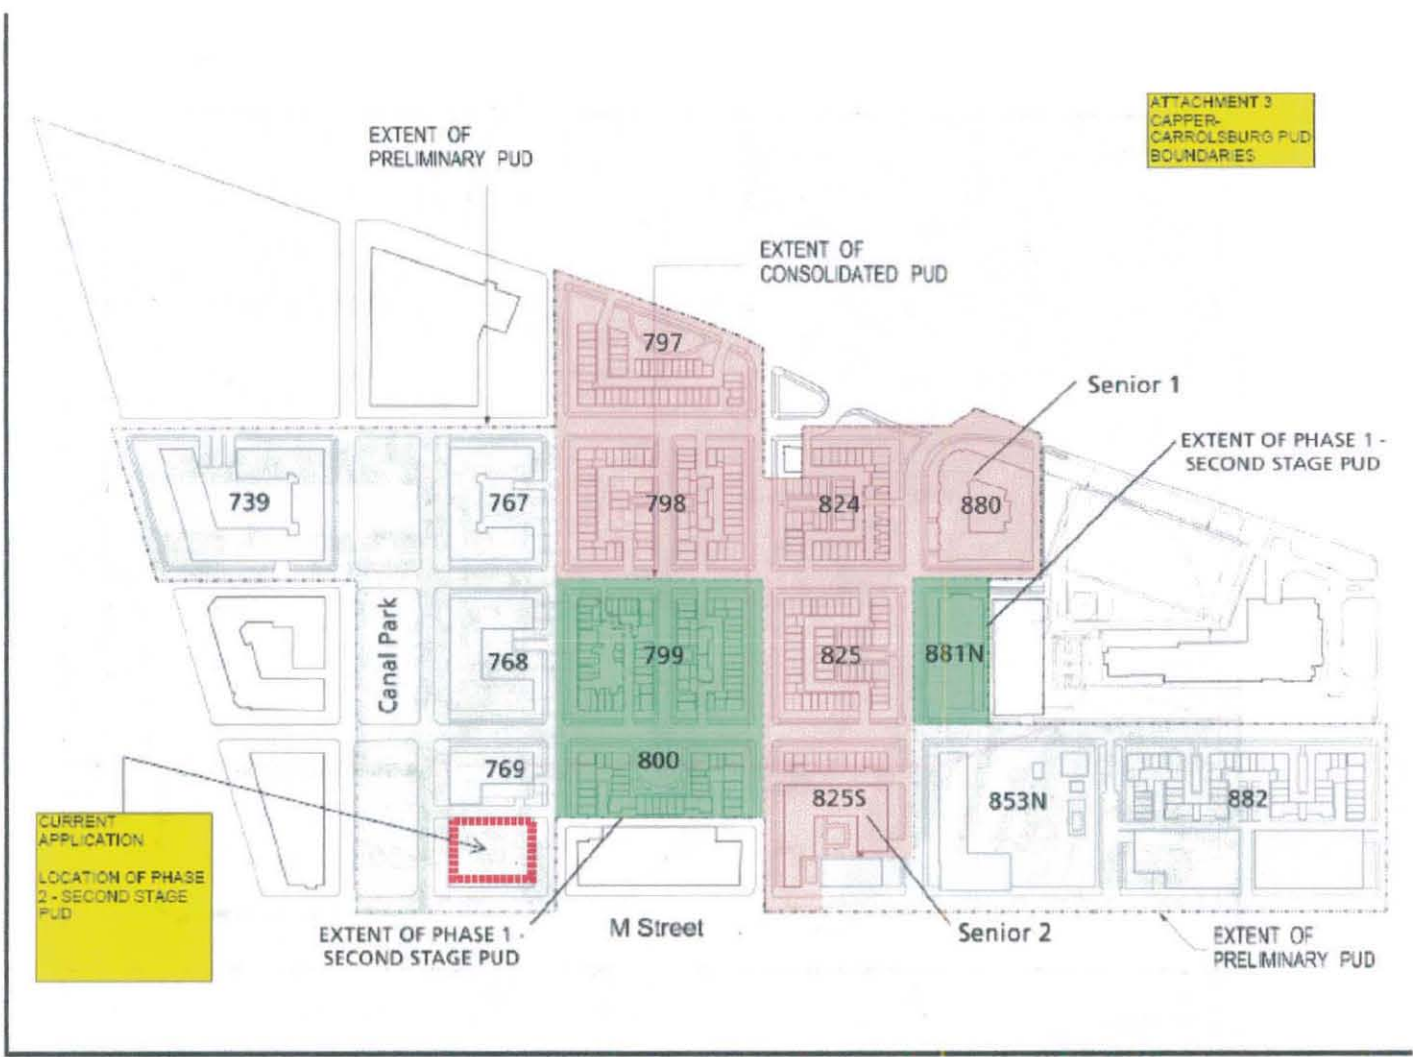 ATTACHMENT 3
CAPPER-
CARROLSBURG PUD
BOUNDARIES
EXTENT OF
PRELIMINARY PUD
EXTENT OF
CONSOLIDATED PUD
797
Senior 1
EXTENT OF PHASE 1 -
SECOND STAGE PUD
739
767
798
824
880
Canal Park
768
799
825
881N
769
800
825S
853N
882
CURRENT
APPLICATION
LOCATION OF PHASE
2 - SECOND STAGE
PUD
EXTENT OF PHASE 1 -
SECOND STAGE PUD
M Street
Senior 2
EXTENT OF
PRELIMINARY PUD